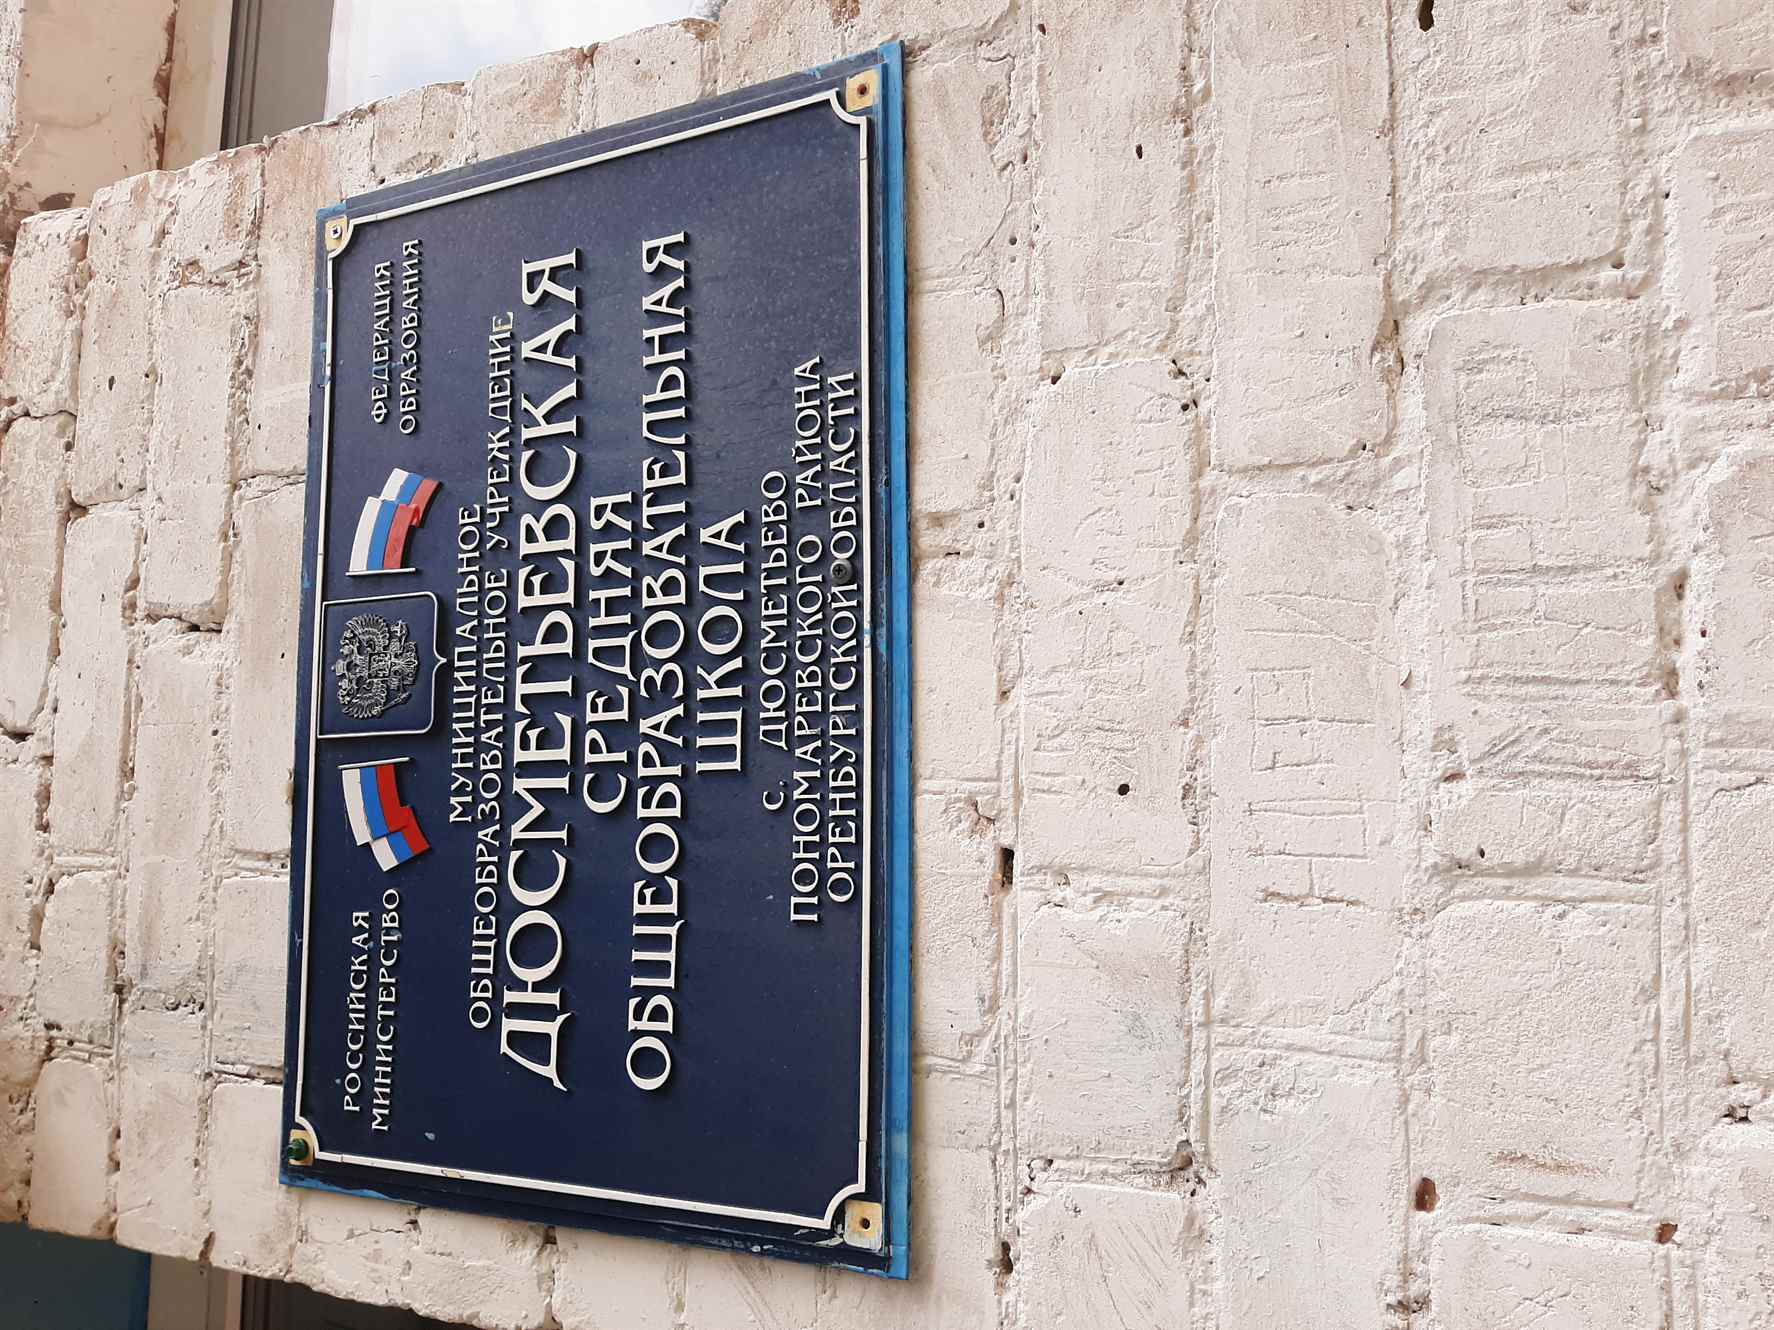 РОССИЙСКАЯ ФЕДЕРАЦИЯ
МИНИСТЕРСТВО ОБРАЗОВАНИЯ
МУНИЦИПАЛЬНОЕ
ОБЩЕОБРАЗОВАТЕЛЬНОЕ УЧРЕЖДЕНИЕ
ДЮСМЕТЬЕВСКАЯ
СРЕДНЯЯ
ОБЩЕОБРАЗОВАТЕЛЬНАЯ
ШКОЛА
с. ДЮСМЕТЬЕВО
ПОНОМАРЕВСКОГО РАЙОНА
ОРЕНБУРГСКОЙ ОБЛАСТИ